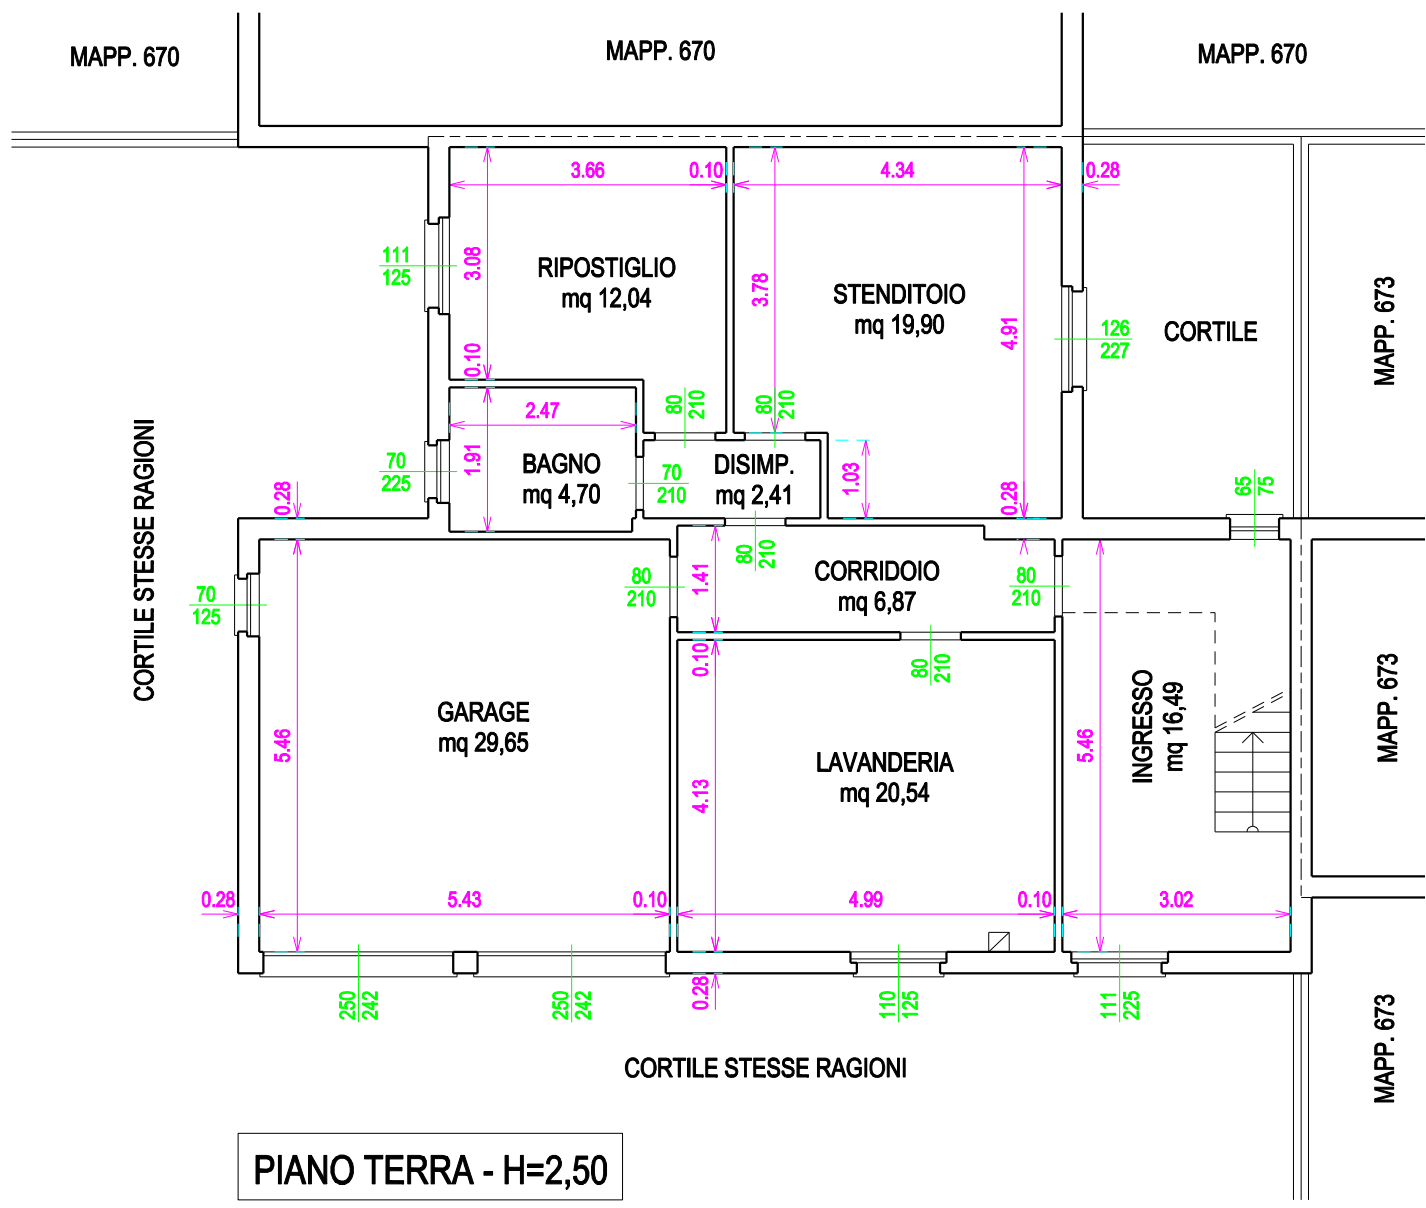 MAPP. 670
MAPP. 670
MAPP. 670
3.66
0.10
4.34
0.28
111
125
3.08
RIPOSTIGLIO
mq 12,04
3.78
STENDITOIO
mq 19,90
4.91
126
227
CORTILE
MAPP. 673
0.10
2.47
80
210
80
210
CORTILE STESSE RAGIONI
70
225
1.91
BAGNO
mq 4,70
70
210
DISIMP.
mq 2,41
1.03
0.28
0.28
65
75
70
125
80
210
1.41
80
210
CORRIDOIO
mq 6,87
80
210
0.10
80
210
GARAGE
mq 29,65
5.46
4.13
LAVANDERIA
mq 20,54
5.46
INGRESSO
mq 16,49
MAPP. 673
0.28
5.43
0.10
4.99
0.10
3.02
250
242
250
242
0.28
110
125
111
225
MAPP. 673
CORTILE STESSE RAGIONI
PIANO TERRA - H=2,50